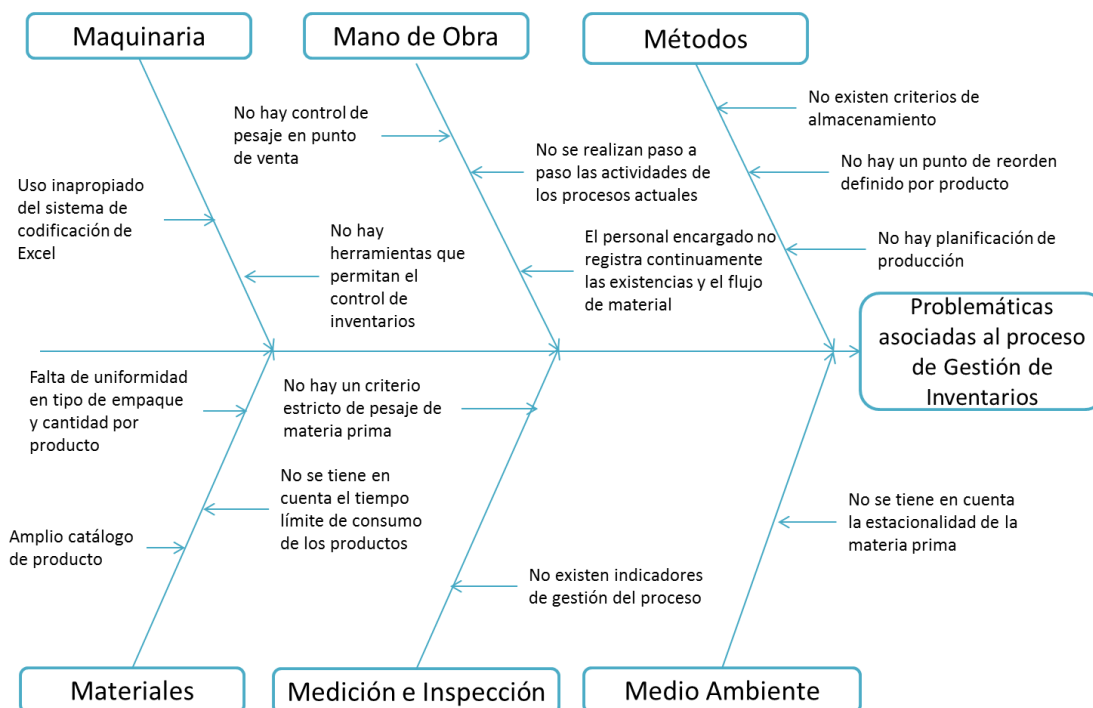 Maquinaria
Mano de Obra
Métodos
No hay control de
pesaje en punto
de venta
No existen criterios de
almacenamiento
No se realizan paso a
paso las actividades de
los procesos actuales
No hay un punto de reorden
definido por producto
Uso inapropiado
del sistema de
codificación de
Excel
No hay
herramientas que
permitan el
control de
inventarios
El personal encargado no
registra continuamente
las existencias y el flujo
de material
No hay planificación de
producción
Problemáticas
asociadas al proceso
de Gestión de
Inventarios
Falta de uniformidad
en tipo de empaque
y cantidad por
producto
No hay un criterio
estricto de pesaje de
materia prima
No se tiene en
cuenta el tiempo
límite de consumo
de los productos
No se tiene en cuenta
la estacionalidad de la
materia prima
Amplio catálogo
de producto
No existen indicadores
de gestión del proceso
Materiales
Medición e Inspección
Medio Ambiente